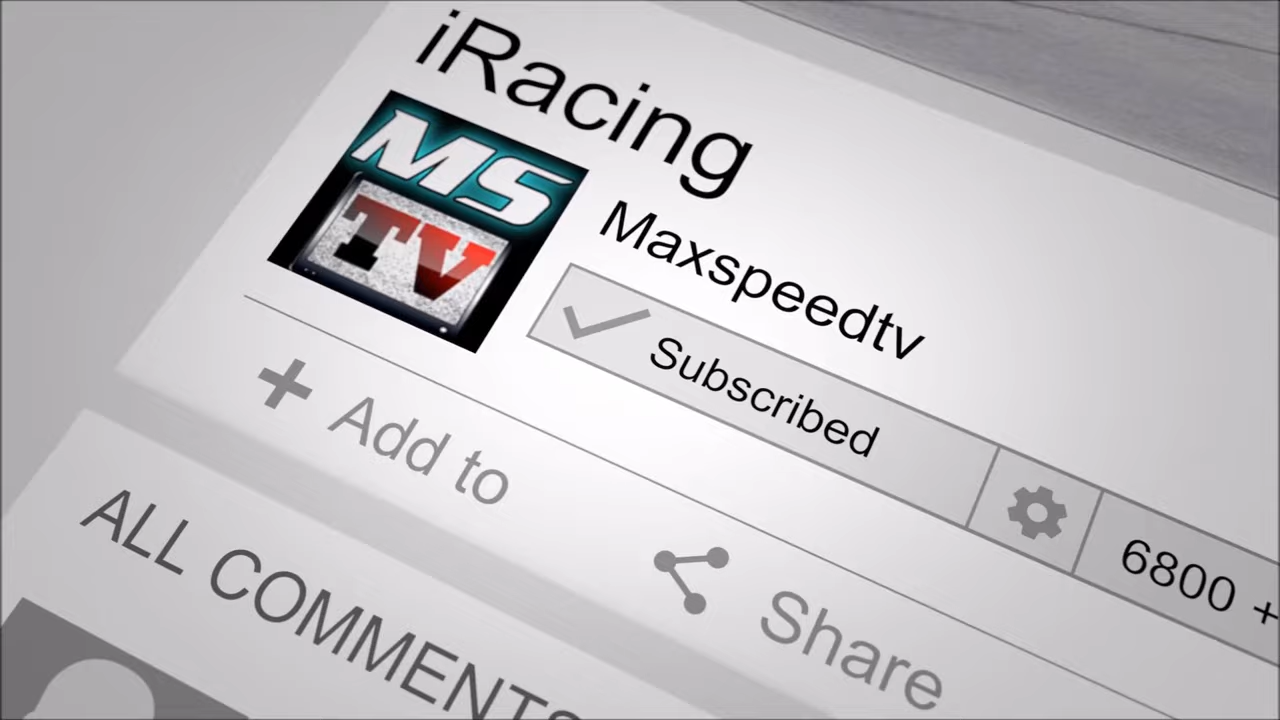 iRacing
MS
TV
Maxspeedtv
Subscribed
6800 +
Add to
Share
ALL COMMENTS